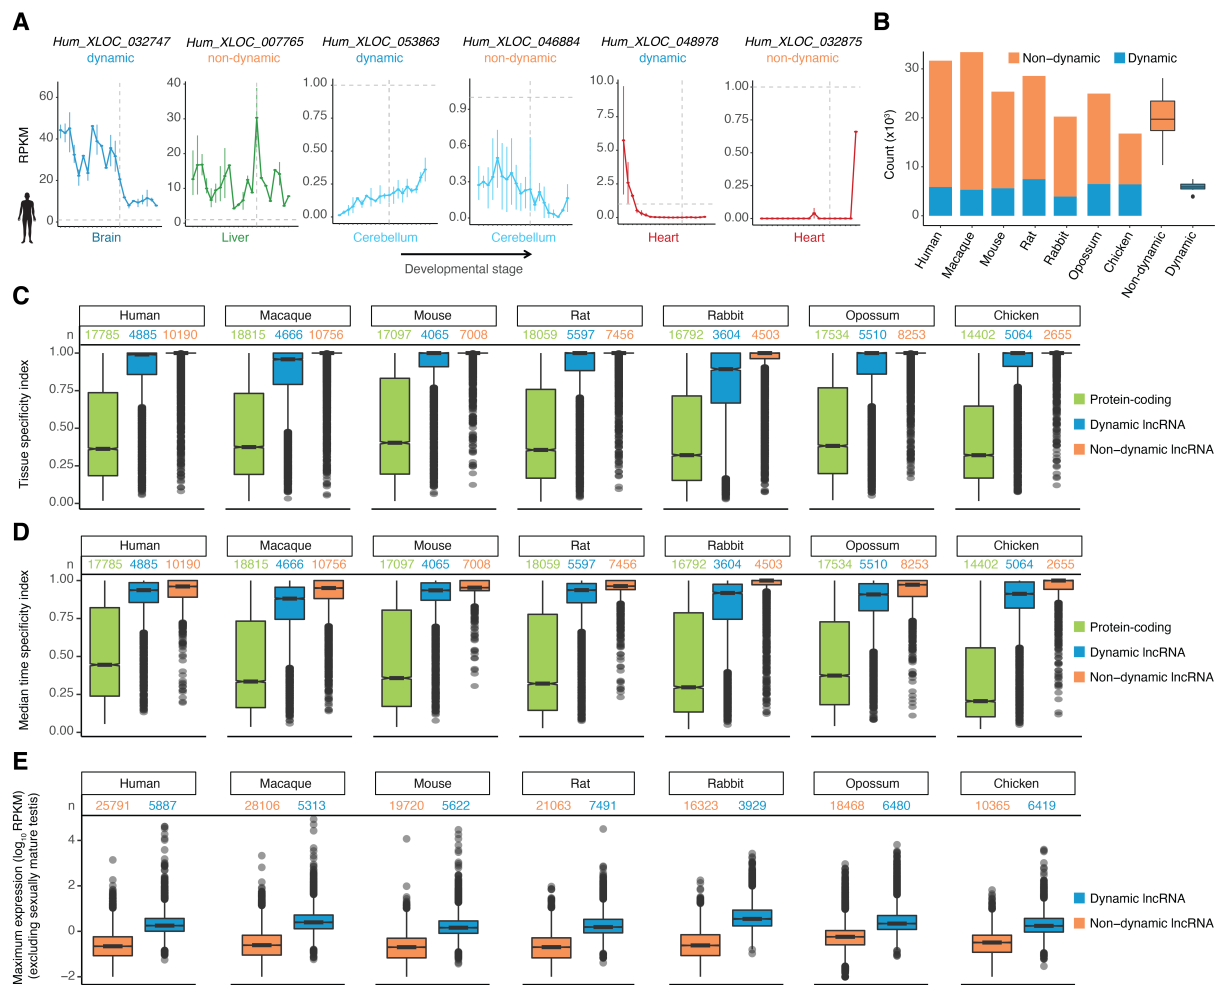 A
Hum_XLOC_032747 Hum_XLOC_007765 Hum_XLOC_053863 Hum_XLOC_046884 Hum_XLOC_048978 Hum_XLOC_032875
dynamic non-dynamic dynamic non-dynamic dynamic non-dynamic
RPKM
60
40
20
0
Brain
40
30
20
10
0
Liver
1.00
0.75
0.50
0.25
0.00
Cerebellum
0.9
0.6
0.3
0.0
Cerebellum
10.0
7.5
5.0
2.5
0.0
Heart
1.00
0.75
0.50
0.25
0.00
Heart
Developmental stage
B
Non-dynamic Dynamic
Count (x10³)
30
20
10
0
Human
Macaque
Mouse
Rat
Rabbit
Opossum
Chicken
Non-dynamic
Dynamic
C
Human Macaque Mouse Rat Rabbit Opossum Chicken
n 17785 4885 10190 18815 4666 10756 17097 4065 7008 18059 5597 7456 16792 3604 4503 17534 5510 8253 14402 5064 2655
Tissue specificity index
1.00
0.75
0.50
0.25
0.00
Protein-coding
Dynamic lncRNA
Non-dynamic lncRNA
D
Human Macaque Mouse Rat Rabbit Opossum Chicken
n 17785 4885 10190 18815 4666 10756 17097 4065 7008 18059 5597 7456 16792 3604 4503 17534 5510 8253 14402 5064 2655
Median time specificity index
1.00
0.75
0.50
0.25
0.00
Protein-coding
Dynamic lncRNA
Non-dynamic lncRNA
E
Human Macaque Mouse Rat Rabbit Opossum Chicken
n 25791 5887 28106 5313 19720 5622 21063 7491 16323 3929 18468 6480 10365 6419
Maximum expression (log₁₀ RPKM)
(excluding sexually mature testis)
4
2
0
−2
Dynamic lncRNA
Non-dynamic lncRNA